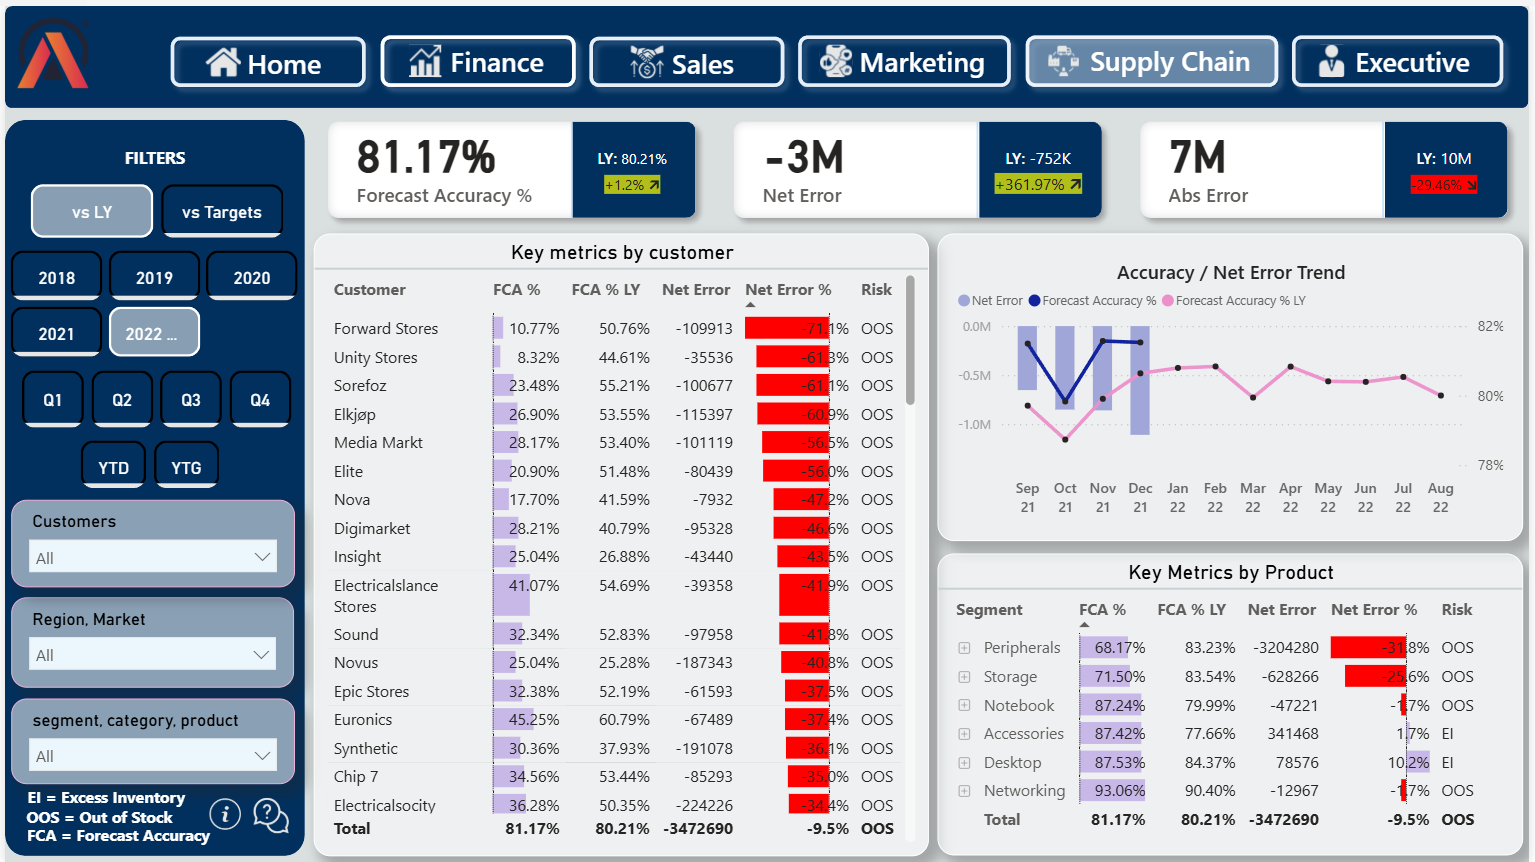 Home
Finance
Sales
Marketing
Supply Chain
Executive
FILTERS
vs LY
vs Targets
2018
2019
2020
2021
2022 ...
Q1
Q2
Q3
Q4
YTD
YTG
Customers
All
Region, Market
All
segment, category, product
All
EI = Excess Inventory
OOS = Out of Stock
FCA = Forecast Accuracy
81.17%
Forecast Accuracy %
LY: 80.21%
+1.2%
-3M
Net Error
LY: -752K
+361.97%
7M
Abs Error
LY: 10M
-29.46%
Key metrics by customer
Customer FCA % FCA % LY Net Error Net Error % Risk
Forward Stores 10.77% 50.76% -109913 -71.1% OOS
Unity Stores 8.32% 44.61% -35536 -61.3% OOS
Sorefoz 23.48% 55.21% -100677 -61.1% OOS
Elkjøp 26.90% 53.55% -115397 -60.9% OOS
Media Markt 28.17% 53.40% -101119 -56.5% OOS
Elite 20.90% 51.48% -80439 -56.0% OOS
Nova 17.70% 41.59% -7932 -47.2% OOS
Digimarket 28.21% 40.79% -95328 -46.6% OOS
Insight 25.04% 26.88% -43440 -43.5% OOS
Electricalslance 41.07% 54.69% -39358 -41.9% OOS
Stores
Sound 32.34% 52.83% -97958 -41.8% OOS
Novus 25.04% 25.28% -187343 -40.8% OOS
Epic Stores 32.38% 52.19% -61593 -37.5% OOS
Euronics 45.25% 60.79% -67489 -37.4% OOS
Synthetic 30.36% 37.93% -191078 -36.1% OOS
Chip 7 34.56% 53.44% -85293 -35.0% OOS
Electricalsocity 36.28% 50.35% -224226 -34.4% OOS
Total 81.17% 80.21% -3472690 -9.5% OOS
Accuracy / Net Error Trend
Net Error Forecast Accuracy % Forecast Accuracy % LY
0.0M
-0.5M
-1.0M
82%
80%
78%
Sep Oct Nov Dec Jan Feb Mar Apr May Jun Jul Aug
21 21 21 21 22 22 22 22 22 22 22 22
Key Metrics by Product
Segment FCA % FCA % LY Net Error Net Error % Risk
Peripherals 68.17% 83.23% -3204280 -31.8% OOS
Storage 71.50% 83.54% -628266 -25.6% OOS
Notebook 87.24% 79.99% -47221 -1.7% OOS
Accessories 87.42% 77.66% 341468 1.7% EI
Desktop 87.53% 84.37% 78576 10.2% EI
Networking 93.06% 90.40% -12967 -1.7% OOS
Total 81.17% 80.21% -3472690 -9.5% OOS